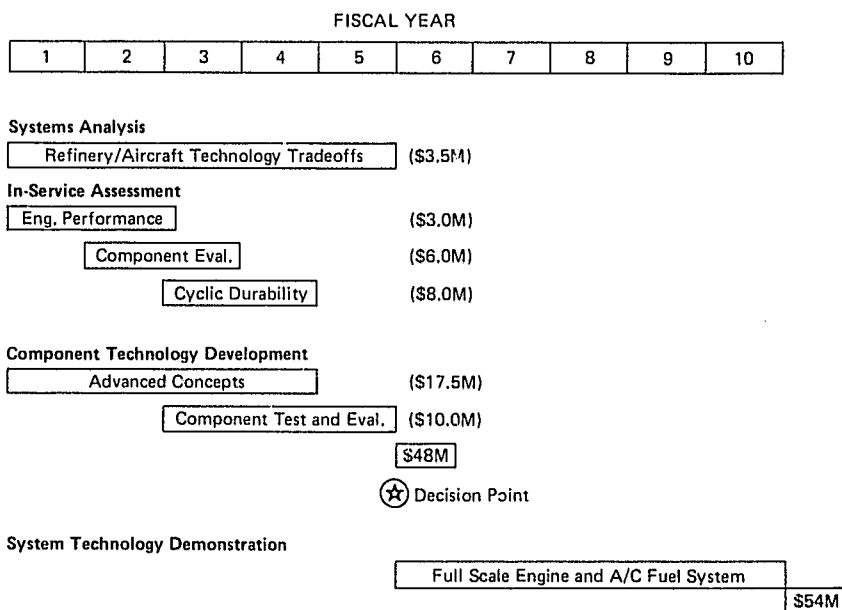 FISCAL YEAR
1 2 3 4 5 6 7 8 9 10
Systems Analysis
Refinery/Aircraft Technology Tradeoffs ($3.5M)
In-Service Assessment
Eng. Performance ($3.0M)
Component Eval. ($6.0M)
Cyclic Durability ($8.0M)
Component Technology Development
Advanced Concepts ($17.5M)
Component Test and Eval. ($10.0M)
$48M
Decision Point
System Technology Demonstration
Full Scale Engine and A/C Fuel System
$54M